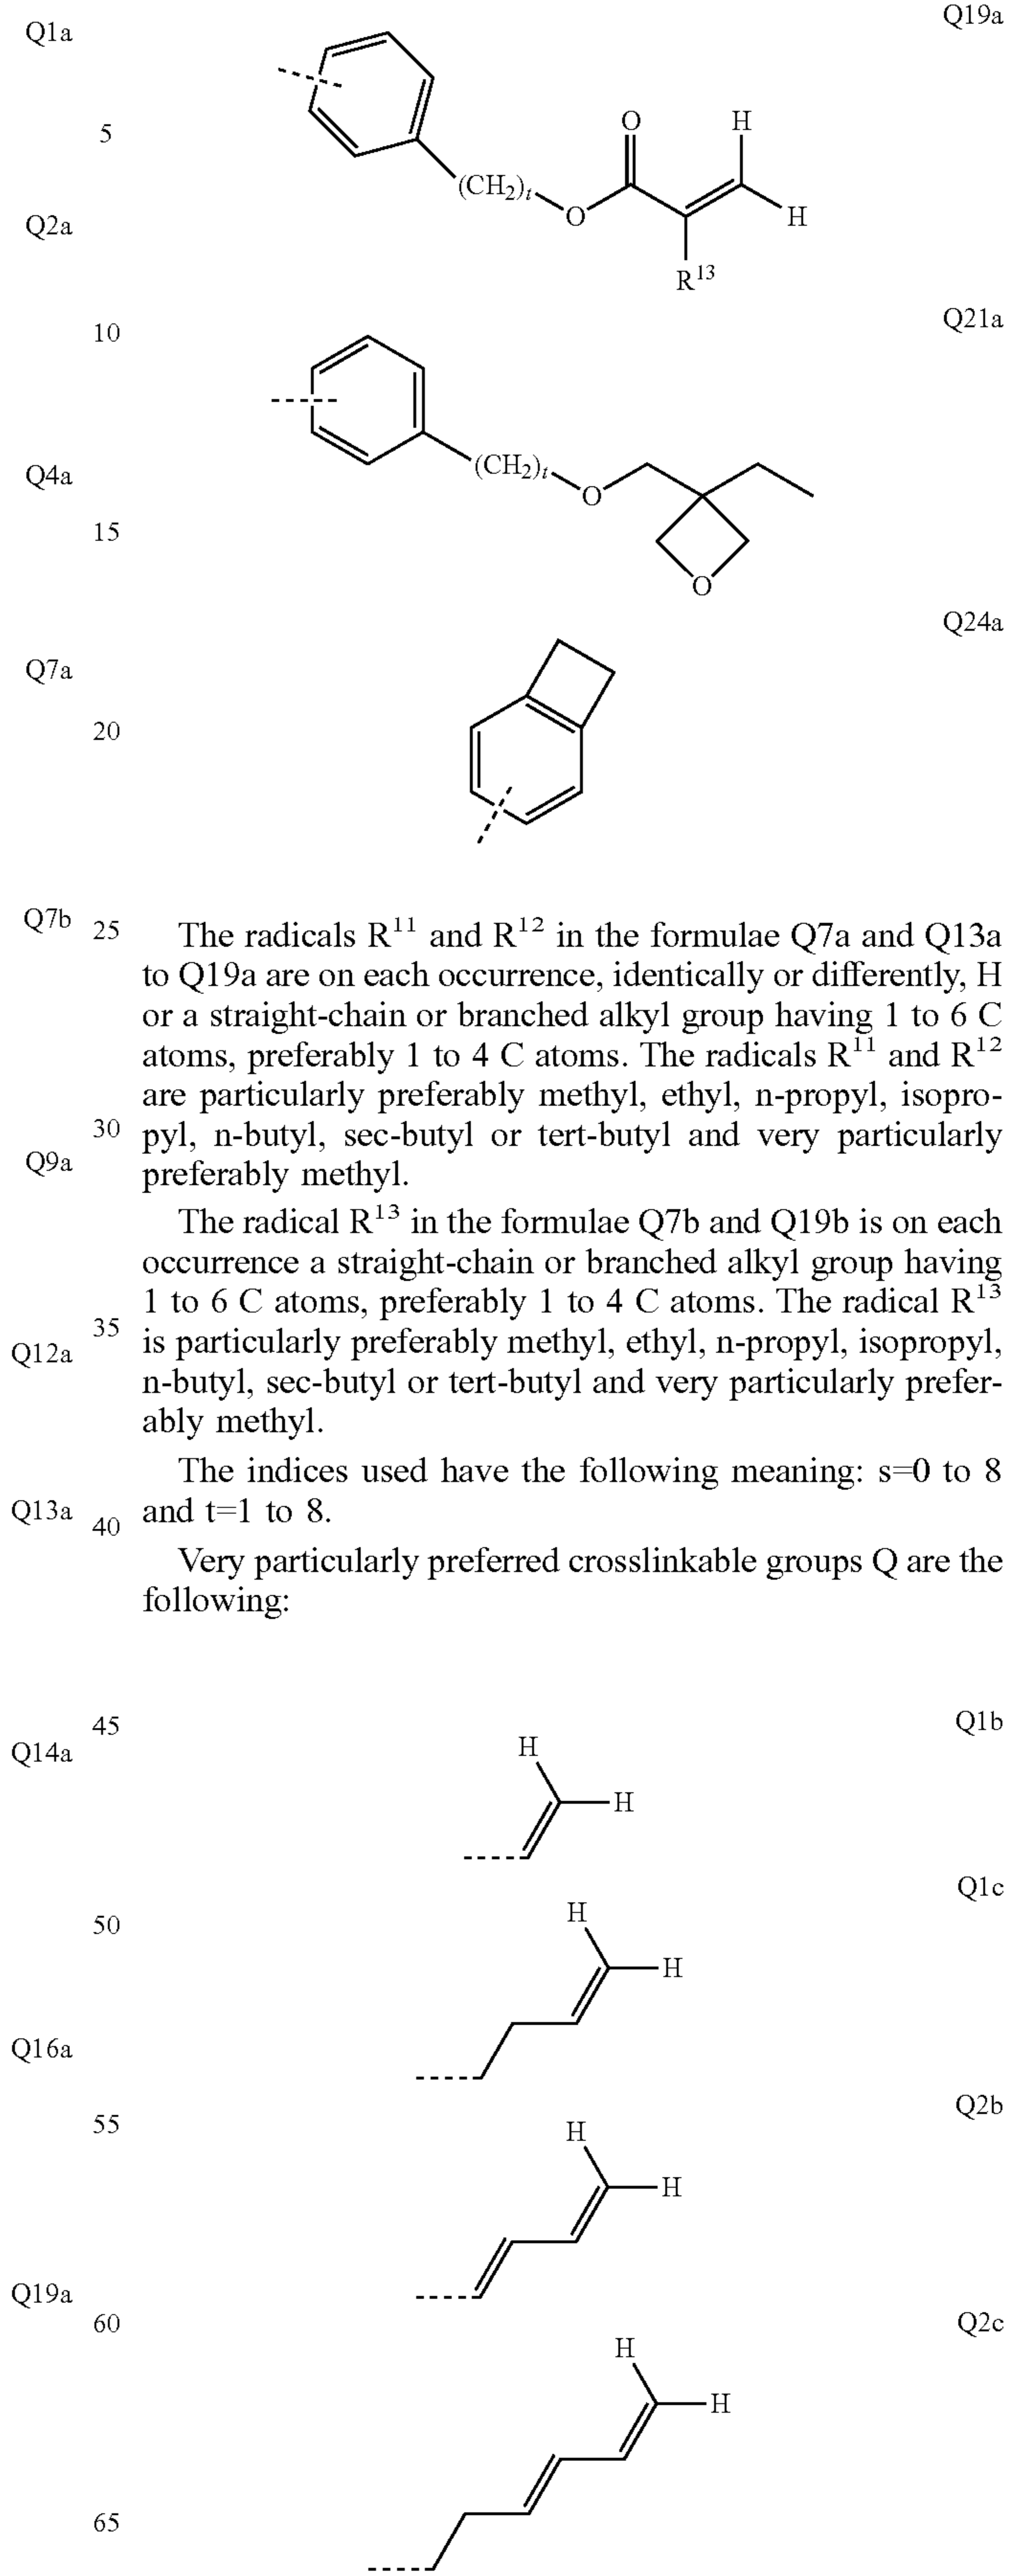 Q1a
Q19a
5
O
H
(CH2)t
O
H
Q2a
R13
10
Q21a
Q4a
(CH2)t
O
15
O
Q24a
Q7a
20
Q7b
25
The radicals R11 and R12 in the formulae Q7a and Q13a
to Q19a are on each occurrence, identically or differently, H
or a straight-chain or branched alkyl group having 1 to 6 C
atoms, preferably 1 to 4 C atoms. The radicals R11 and R12
are particularly preferably methyl, ethyl, n-propyl, isopro-
30
pyl, n-butyl, sec-butyl or tert-butyl and very particularly
Q9a
preferably methyl.
The radical R13 in the formulae Q7b and Q19b is on each
occurrence a straight-chain or branched alkyl group having
1 to 6 C atoms, preferably 1 to 4 C atoms. The radical R13
35
is particularly preferably methyl, ethyl, n-propyl, isopropyl,
Q12a
n-butyl, sec-butyl or tert-butyl and very particularly prefer-
ably methyl.
The indices used have the following meaning: s=0 to 8
Q13a
and t=1 to 8.
40
Very particularly preferred crosslinkable groups Q are the
following:
45
Q1b
Q14a
H
H
Q1c
50
H
H
Q16a
55
Q2b
H
H
Q19a
60
Q2c
H
H
65